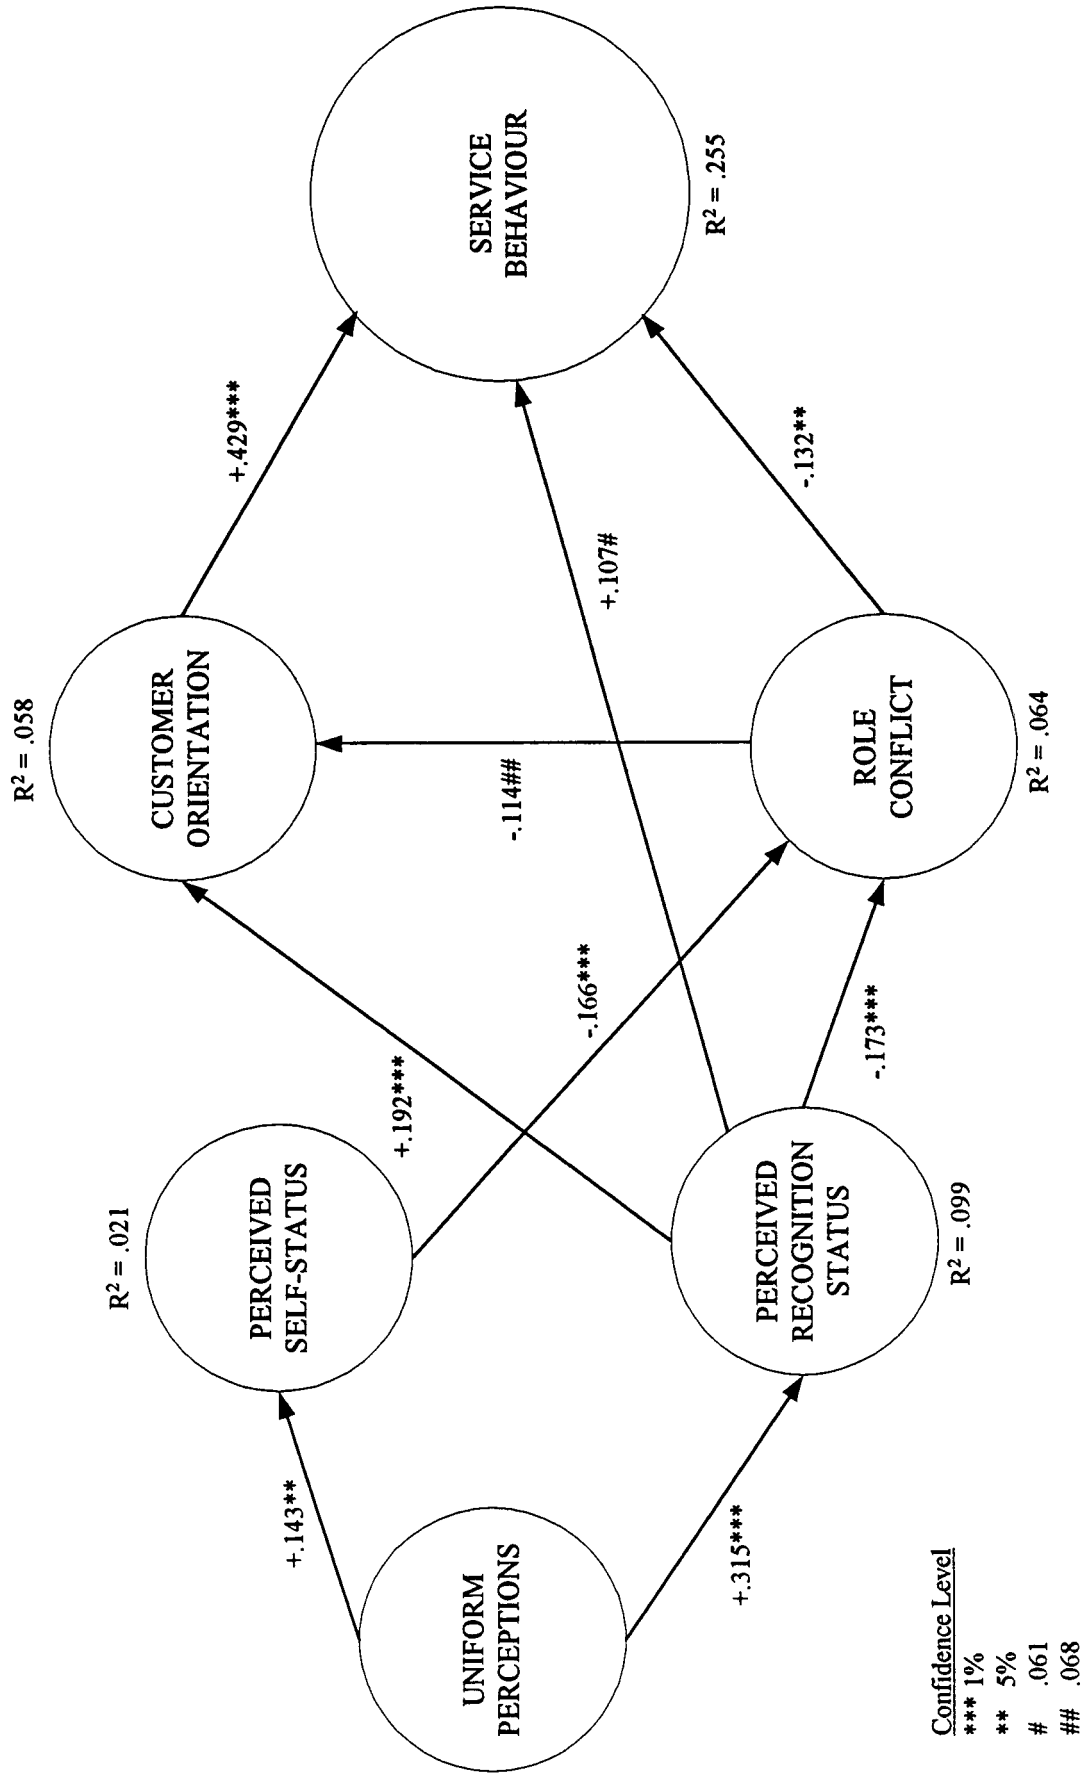 R² = .021
PERCEIVED
SELF-STATUS
R² = .058
CUSTOMER
ORIENTATION
+.429***
+.143**
+.192***
-.166***
-.114##
+.107#
UNIFORM
PERCEPTIONS
SERVICE
BEHAVIOUR
R² = .255
+.315***
PERCEIVED
RECOGNITION
STATUS
R² = .099
-.173***
ROLE
CONFLICT
R² = .064
-.132**
Confidence Level
*** 1%
** 5%
# .061
## .068